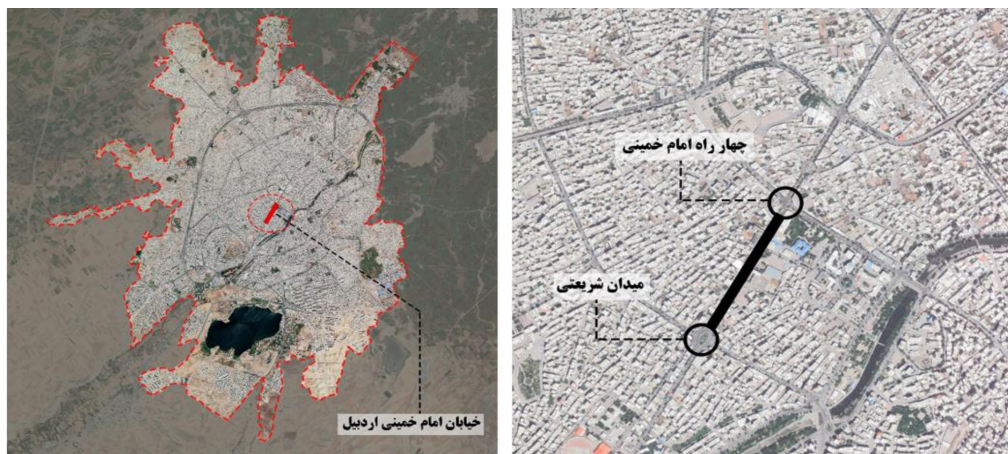 چهار راه امام خمینی
میدان شریعتی
خیابان امام خمینی اردبیل